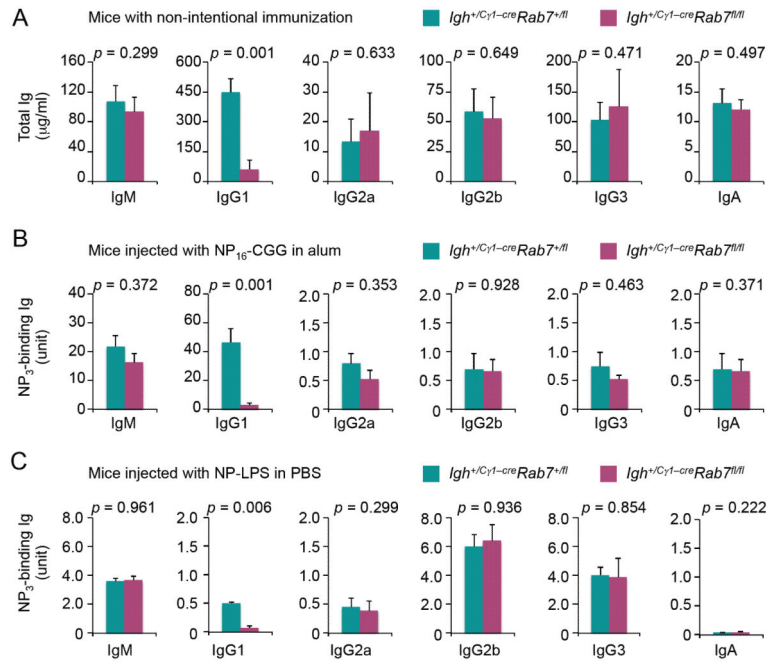 A Mice with non-intentional immunization Igh+/Cγ1–creRab7+/fl Igh+/Cγ1–creRab7fl/fl
p = 0.299 p = 0.001 p = 0.633 p = 0.649 p = 0.471 p = 0.497
Total Ig
(μg/ml)
160 120 80 40 0
600 450 300 150 0
40 30 20 10 0
100 75 50 25 0
200 150 100 50 0
20 15 10 5 0
IgM IgG1 IgG2a IgG2b IgG3 IgA
B Mice injected with NP16-CGG in alum Igh+/Cγ1–creRab7+/fl Igh+/Cγ1–creRab7fl/fl
p = 0.372 p = 0.001 p = 0.353 p = 0.928 p = 0.463 p = 0.371
NP3-binding Ig
(unit)
40 30 20 10 0
80 60 40 20 0
2.0 1.5 1.0 0.5 0
2.0 1.5 1.0 0.5 0
2.0 1.5 1.0 0.5 0
2.0 1.5 1.0 0.5 0
IgM IgG1 IgG2a IgG2b IgG3 IgA
C Mice injected with NP-LPS in PBS Igh+/Cγ1–creRab7+/fl Igh+/Cγ1–creRab7fl/fl
p = 0.961 p = 0.006 p = 0.299 p = 0.936 p = 0.854 p = 0.222
NP3-binding Ig
(unit)
8.0 6.0 4.0 2.0 0
2.0 1.5 1.0 0.5 0
2.0 1.5 1.0 0.5 0
8.0 6.0 4.0 2.0 0
8.0 6.0 4.0 2.0 0
2.0 1.5 1.0 0.5 0
IgM IgG1 IgG2a IgG2b IgG3 IgA